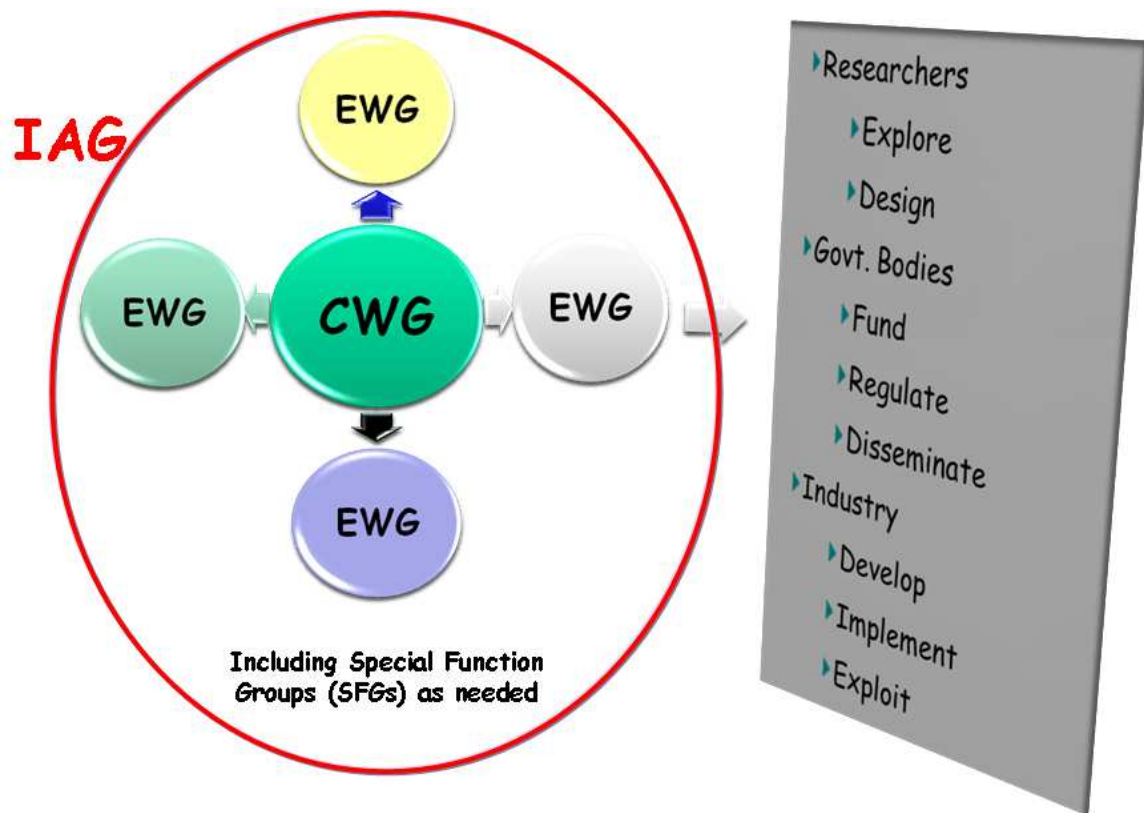 IAG
EWG
EWG
CWG
EWG
EWG
Including Special Function
Groups (SFGs) as needed
Researchers
Explore
Design
Govt. Bodies
Fund
Regulate
Disseminate
Industry
Develop
Implement
Exploit